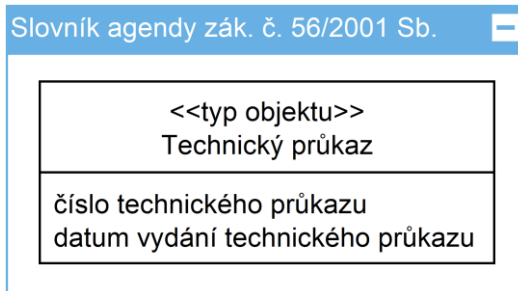 Slovník agendy zák. č. 56/2001 Sb.
<<typ objektu>>
Technický průkaz
číslo technického průkazu
datum vydání technického průkazu